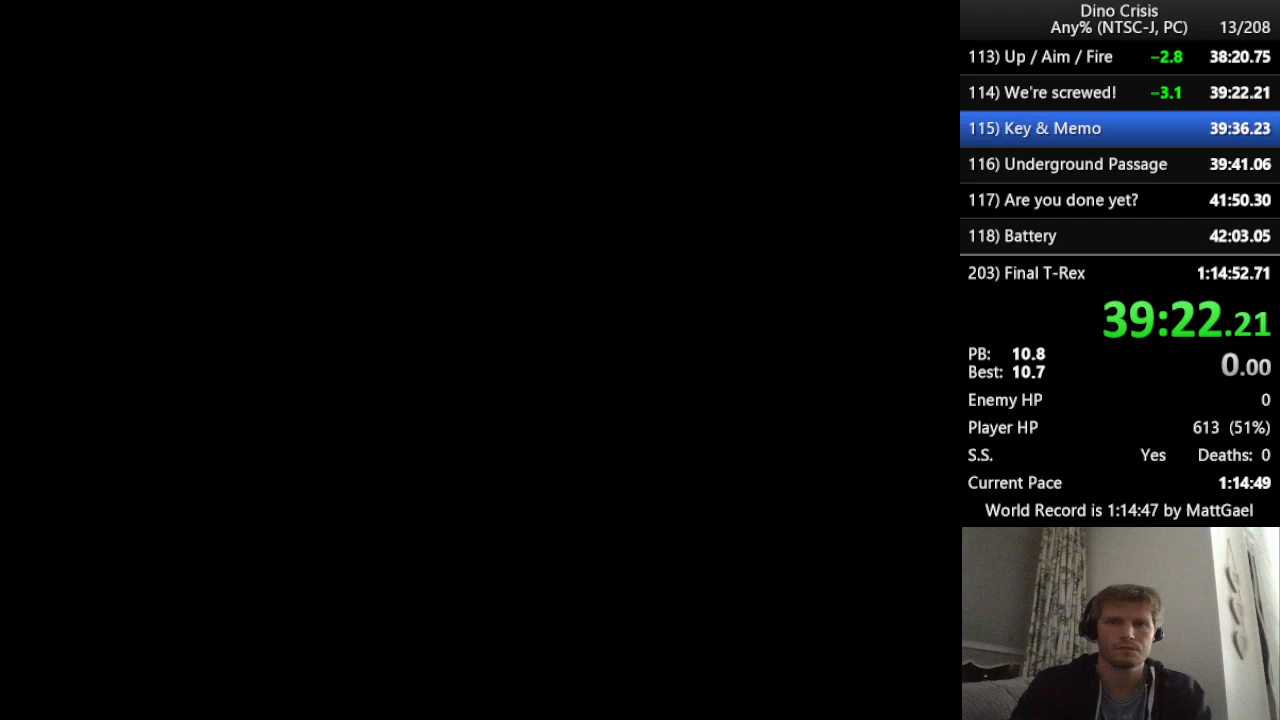 Dino Crisis
Any% (NTSC-J, PC) 13/208
113) Up / Aim / Fire −2.8 38:20.75
114) We're screwed! −3.1 39:22.21
115) Key & Memo 39:36.23
116) Underground Passage 39:41.06
117) Are you done yet? 41:50.30
118) Battery 42:03.05
203) Final T-Rex 1:14:52.71
39:22.21
PB: 10.8
Best: 10.7
0.00
Enemy HP 0
Player HP 613 (51%)
S.S. Yes Deaths: 0
Current Pace 1:14:49
World Record is 1:14:47 by MattGael